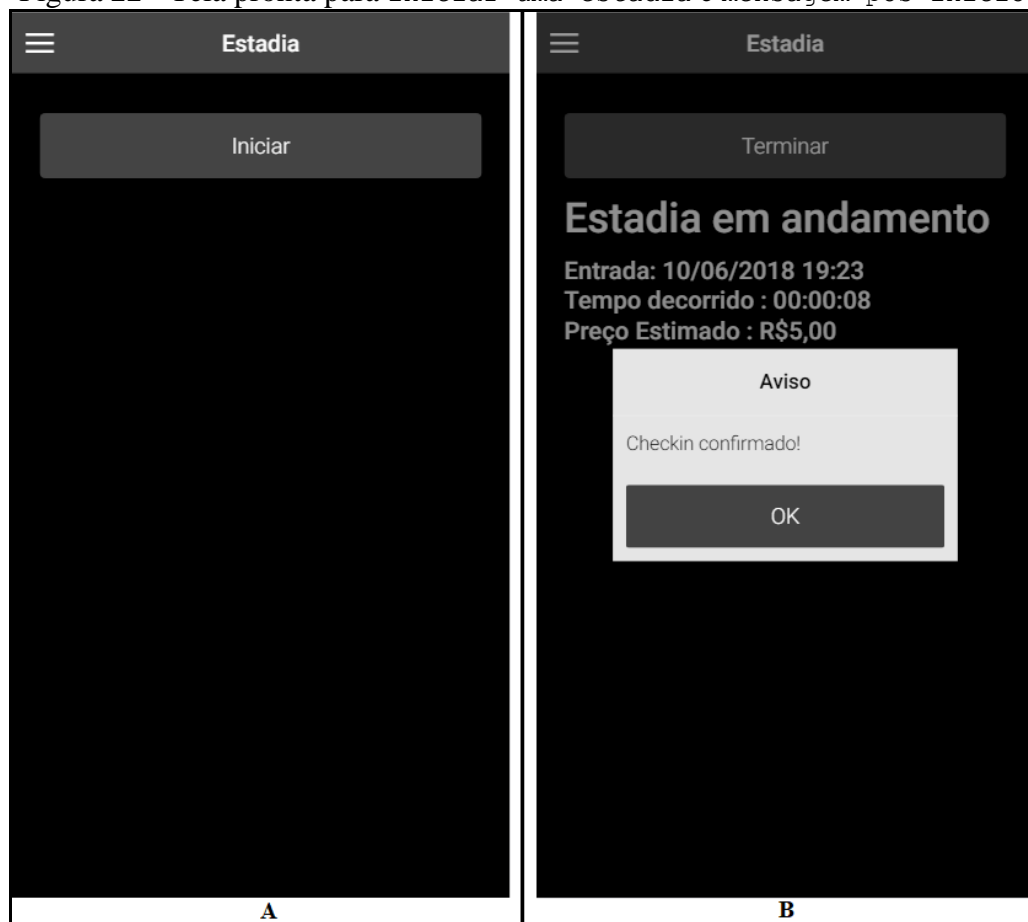 Estadia
Iniciar
A
Estadia
Terminar
Estadia em andamento
Entrada: 10/06/2018 19:23
Tempo decorrido : 00:00:08
Preço Estimado : R$5,00
Aviso
Checkin confirmado!
OK
B